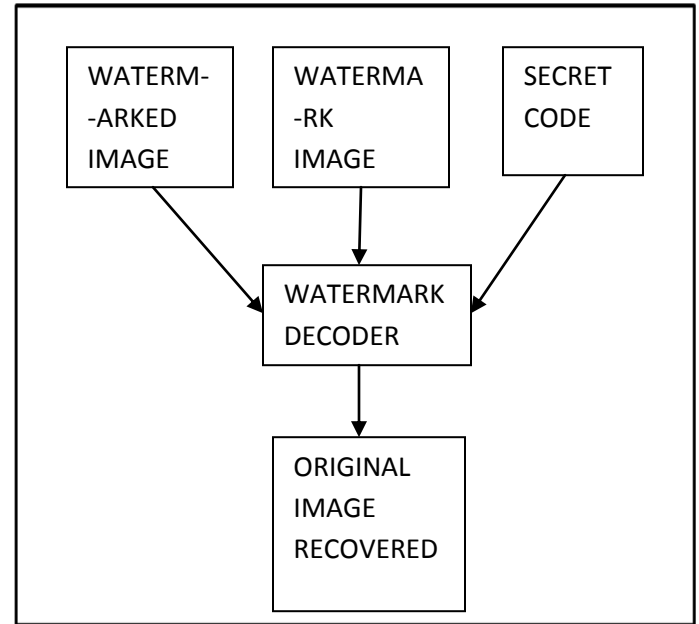 WATERM-
-ARKED
IMAGE
WATERMA
-RK
IMAGE
SECRET
CODE
WATERMARK
DECODER
ORIGINAL
IMAGE
RECOVERED